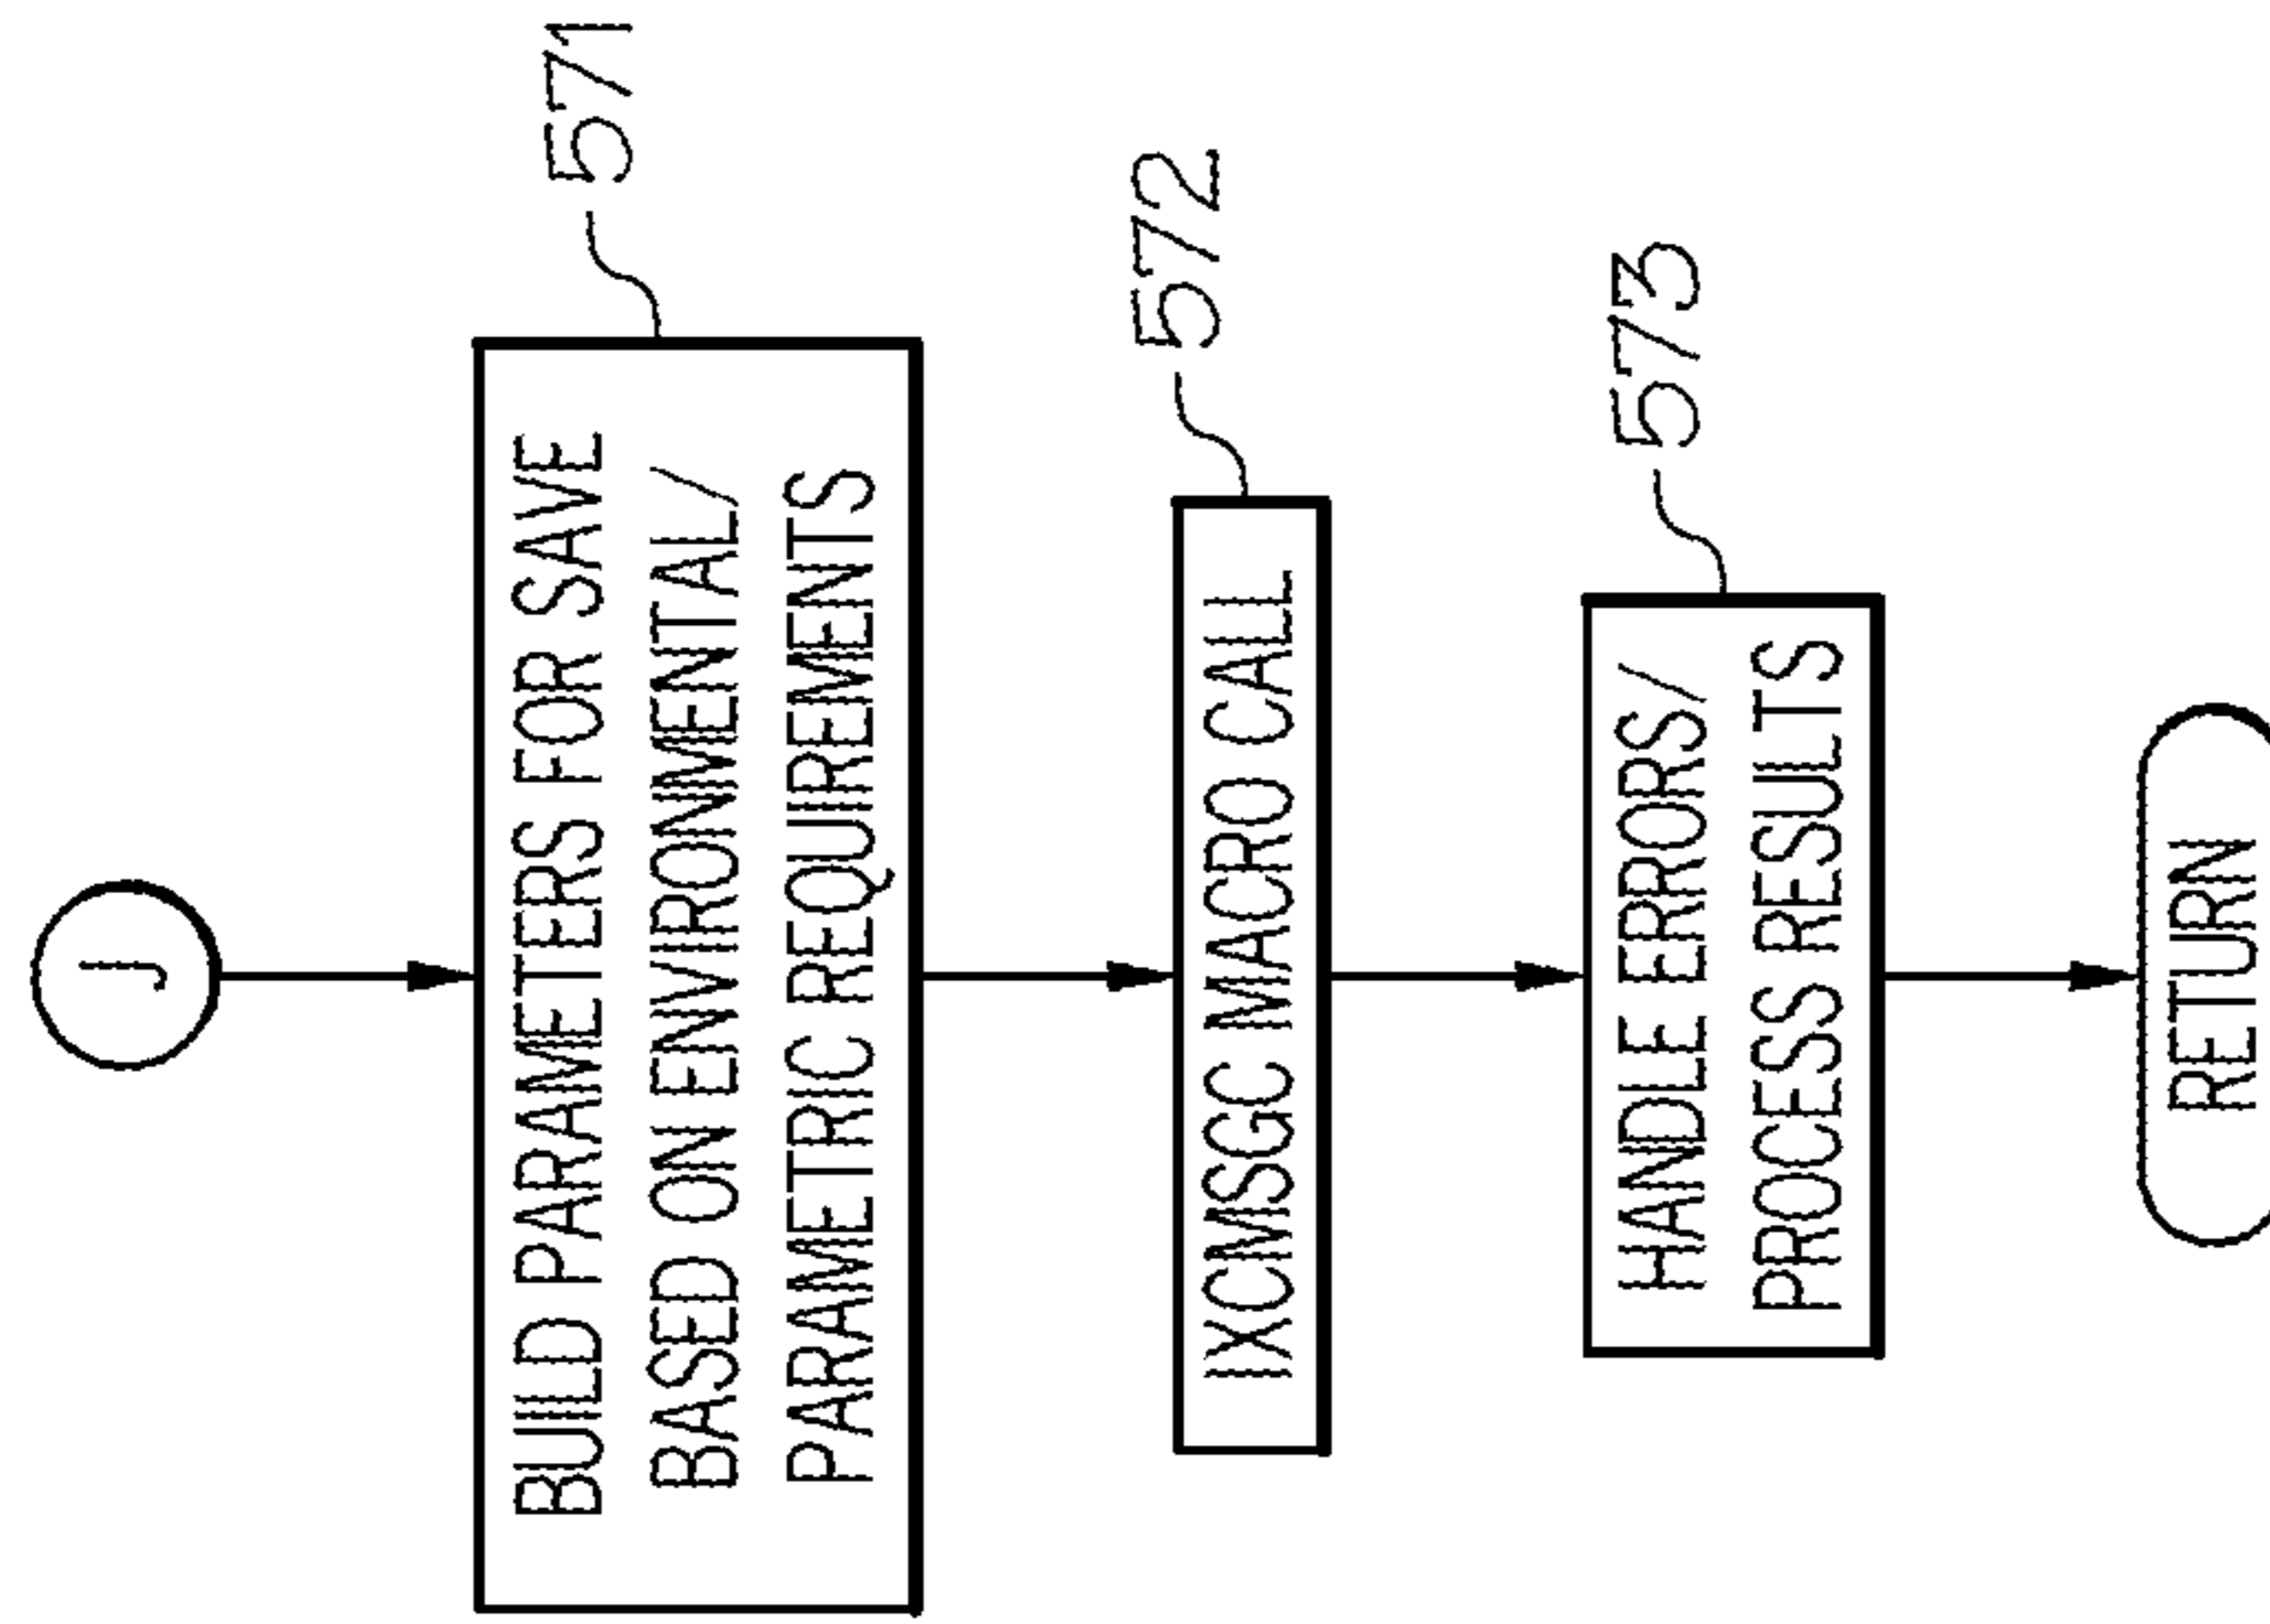 J
571
BUILD PARAMETERS FOR SAVE
BASED ON ENVIRONMENTAL/
PARAMETRIC REQUIREMENTS
572
IXCMSGC MACRO CALL
573
HANDLE ERRORS/
PROCESS RESULTS
RETURN